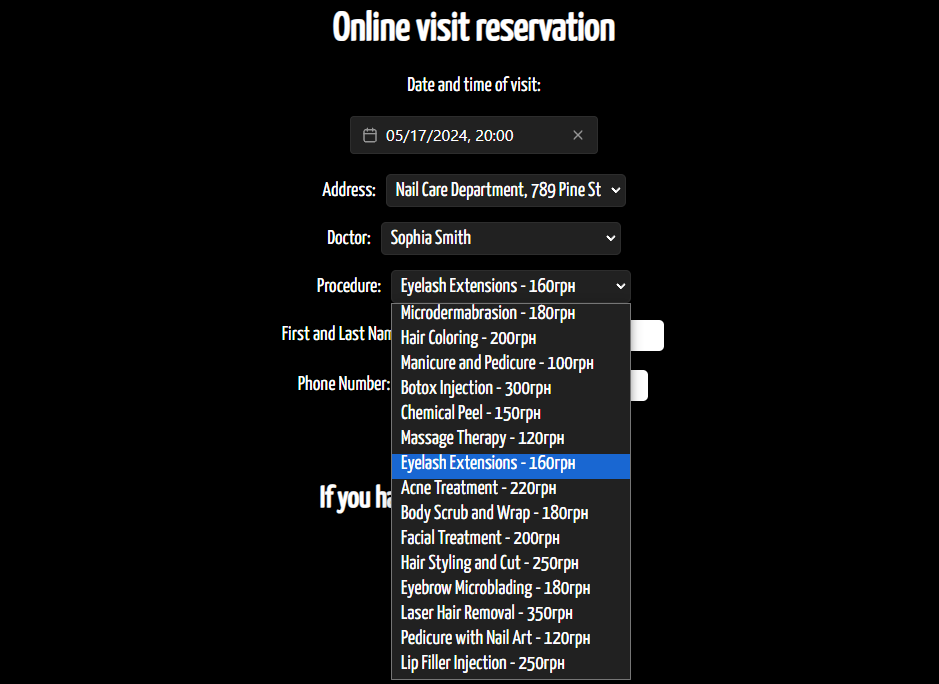 Online visit reservation
Date and time of visit:
05/17/2024, 20:00
Address: Nail Care Department, 789 Pine St
Doctor: Sophia Smith
Procedure: Eyelash Extensions - 160грн
First and Last Nam
Phone Number:
If you ha
Microdermabrasion - 180грн
Hair Coloring - 200грн
Manicure and Pedicure - 100грн
Botox Injection - 300грн
Chemical Peel - 150грн
Massage Therapy - 120грн
Eyelash Extensions - 160грн
Acne Treatment - 220грн
Body Scrub and Wrap - 180грн
Facial Treatment - 200грн
Hair Styling and Cut - 250грн
Eyebrow Microblading - 180грн
Laser Hair Removal - 350грн
Pedicure with Nail Art - 120грн
Lip Filler Injection - 250грн